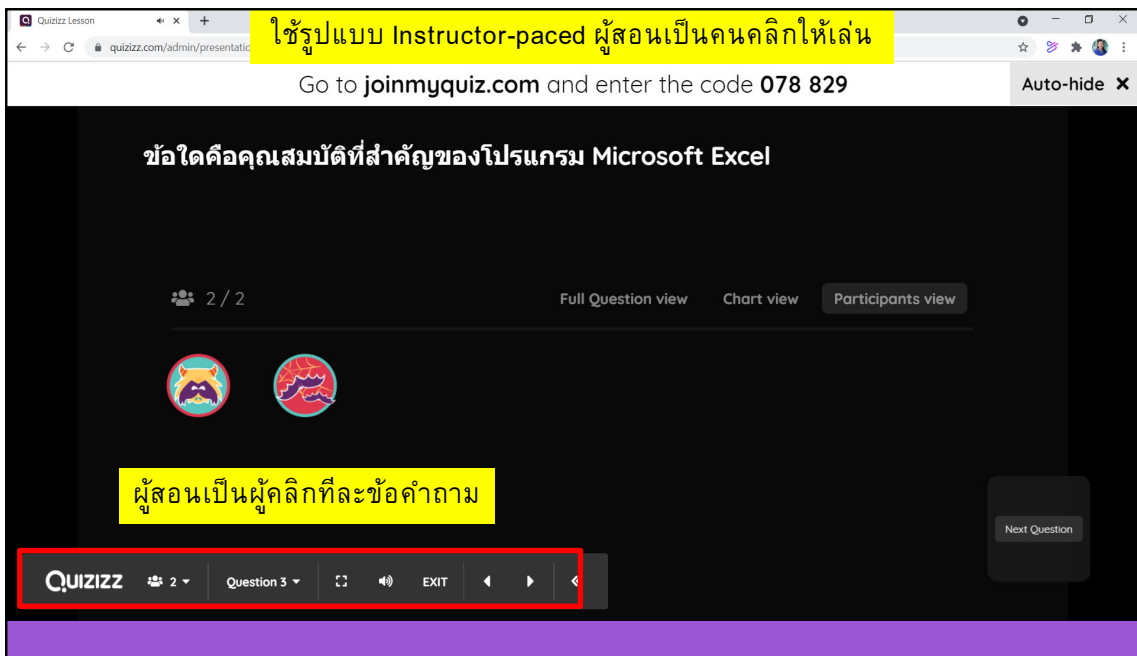 Quizizz Lesson
ใช้รูปแบบ Instructor-paced ผู้สอนเป็นคนคลิกให้เล่น
quizizz.com/admin/presentatio
Go to joinmyquiz.com and enter the code 078 829
Auto-hide
ข้อใดคือคุณสมบัติที่สำคัญของโปรแกรม Microsoft Excel
2 / 2
Full Question view Chart view Participants view
ผู้สอนเป็นผู้คลิกทีละข้อคำถาม
Next Question
QUIZIZZ 2 Question 3 EXIT